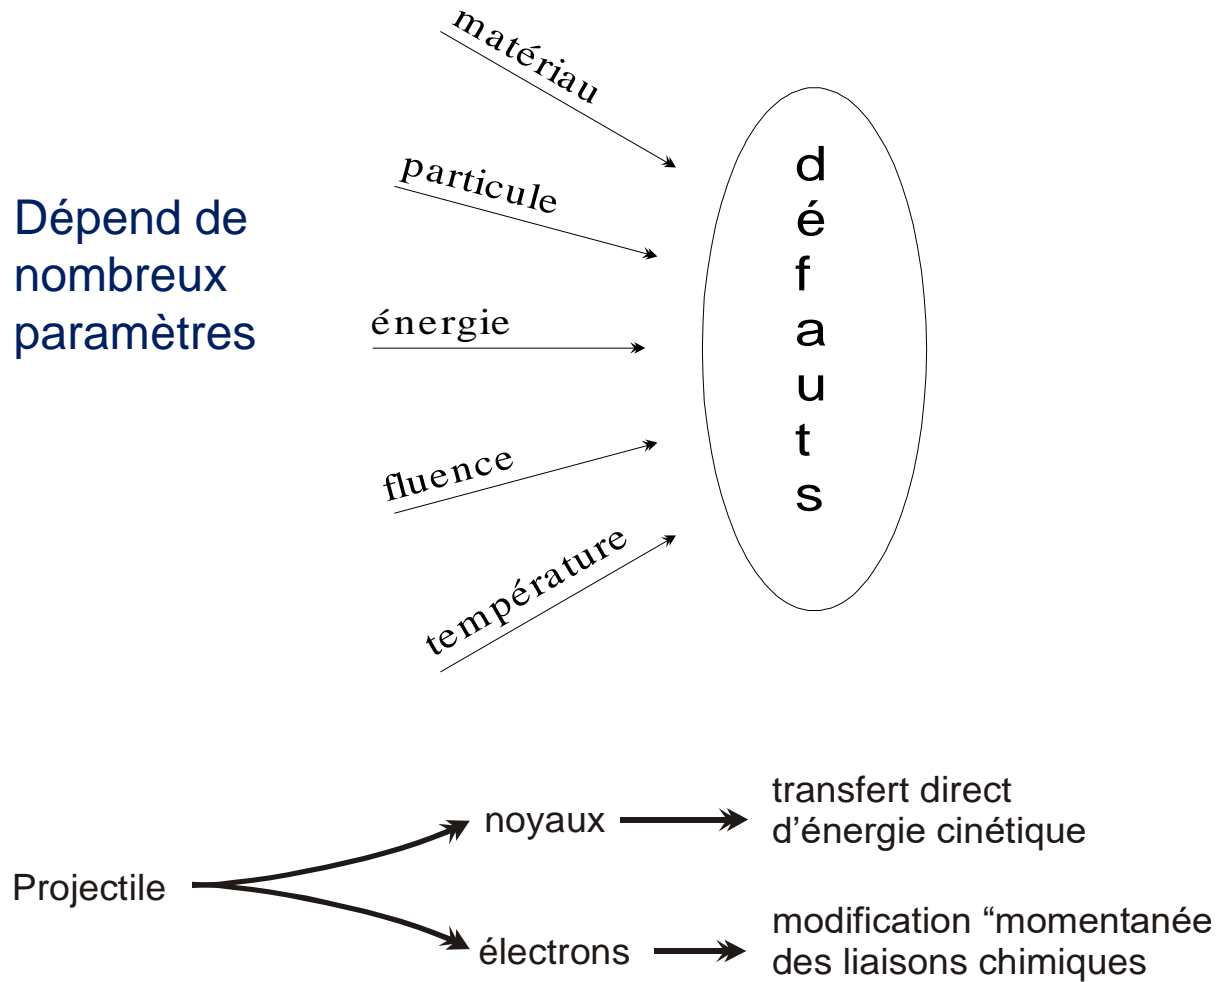 matériau
particule
Dépend de
nombreux
paramètres
énergie
fluence
température
d
é
f
a
u
t
s
noyaux
transfert direct
d’énergie cinétique
Projectile
électrons
modification “momentanée
des liaisons chimiques